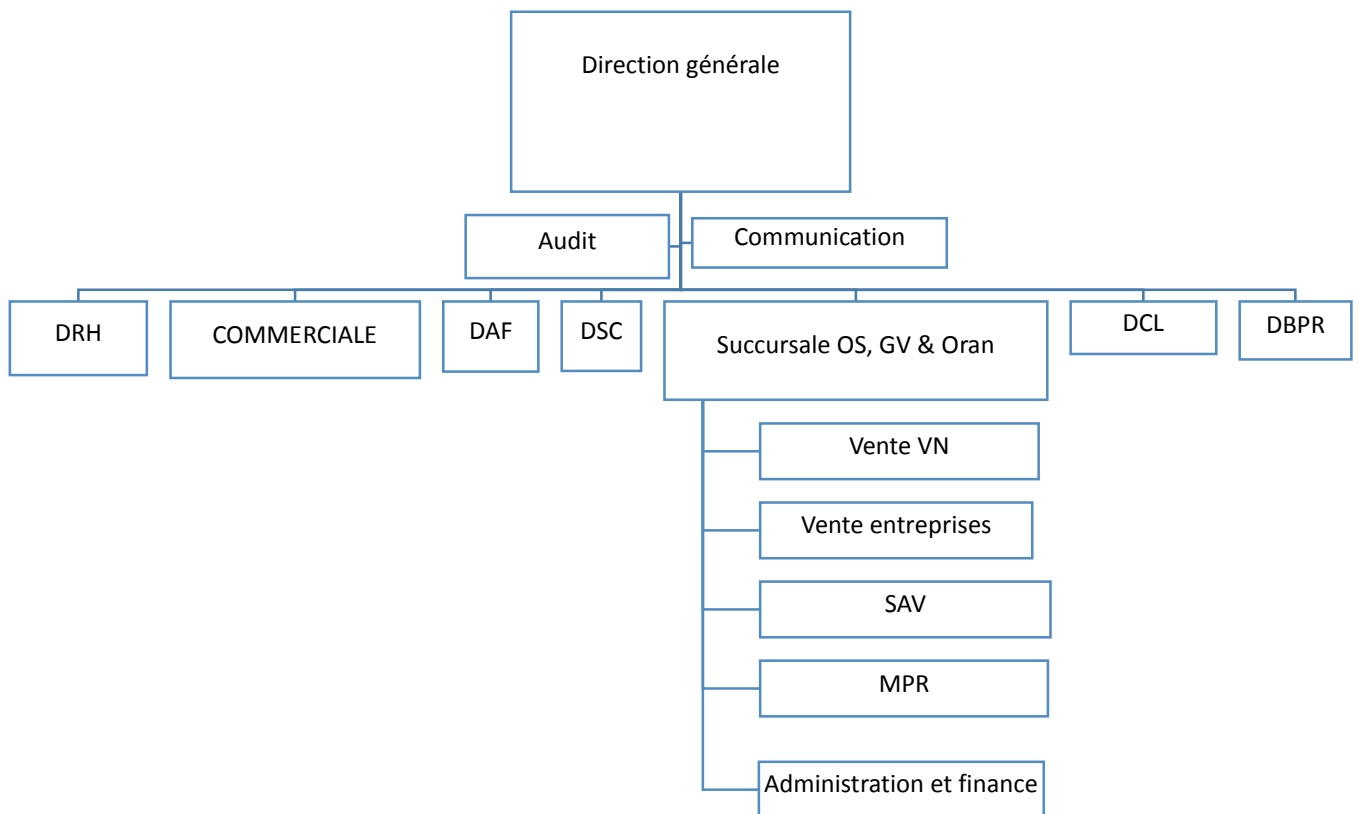 Direction générale
Audit
Communication
DRH
COMMERCIALE
DAF
DSC
Succursale OS, GV & Oran
DCL
DBPR
Vente VN
Vente entreprises
SAV
MPR
Administration et finance